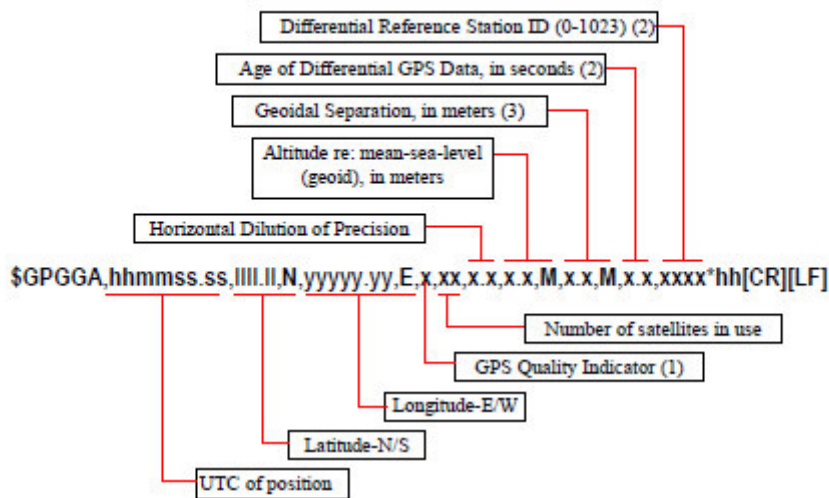 Differential Reference Station ID (0-1023) (2)
Age of Differential GPS Data, in seconds (2)
Geoidal Separation, in meters (3)
Altitude re: mean-sea-level
(geoid), in meters
Horizontal Dilution of Precision
$GPGGA,hhmmss.ss,llll.ll,N,yyyyy.yy,E,x,xx,x.x,x.x,M,x.x,M,x.x,xxxx*hh[CR][LF]
Number of satellites in use
GPS Quality Indicator (1)
Longitude-E/W
Latitude-N/S
UTC of position